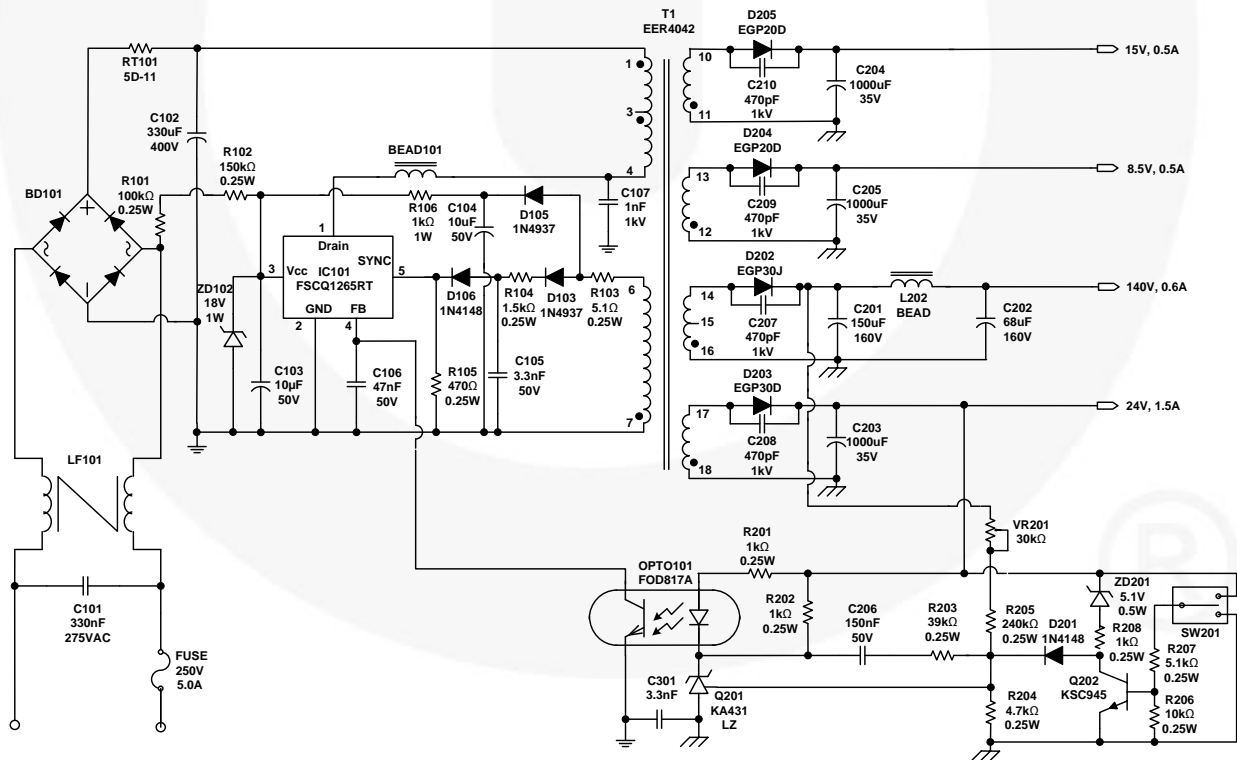 T1
EER4042
RT101
5D-11
C102
330uF
400V
BD101
R101
100kΩ
0.25W
R102
150kΩ
0.25W
BEAD101
1
3
4
C107
1nF
1kV
R106
1kΩ
1W
C104
10uF
50V
D105
1N4937
1
Drain
SYNC
3
Vcc
IC101
FSCQ1265RT
5
GND
FB
2
4
ZD102
18V
1W
D106
1N4148
R104
1.5kΩ
0.25W
D103
1N4937
R103
5.1Ω
0.25W
6
7
C103
10µF
50V
C106
47nF
50V
R105
470Ω
0.25W
C105
3.3nF
50V
LF101
C101
330nF
275VAC
FUSE
250V
5.0A
10
11
D205
EGP20D
C210
470pF
1kV
C204
1000uF
35V
15V, 0.5A
13
12
D204
EGP20D
C209
470pF
1kV
C205
1000uF
35V
8.5V, 0.5A
14
15
16
D202
EGP30J
C207
470pF
1kV
C201
150uF
160V
L202
BEAD
C202
68uF
160V
140V, 0.6A
17
18
D203
EGP30D
C208
470pF
1kV
C203
1000uF
35V
24V, 1.5A
VR201
30kΩ
OPTO101
FOD817A
R201
1kΩ
0.25W
R202
1kΩ
0.25W
C206
150nF
50V
R203
39kΩ
0.25W
R205
240kΩ
0.25W
D201
1N4148
ZD201
5.1V
0.5W
R208
1kΩ
0.25W
SW201
R207
5.1kΩ
0.25W
Q202
KSC945
R206
10kΩ
0.25W
C301
3.3nF
Q201
KA431
LZ
R204
4.7kΩ
0.25W
®